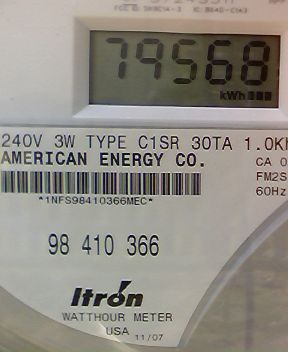 79568
kWh
240V 3W TYPE C1SR 30TA 1.0Kh
AMERICAN ENERGY CO.
CA 0
FM2S
60Hz
*1NFS98410366MEC*
98 410 366
Itron
WATTHOUR METER
USA 11/07